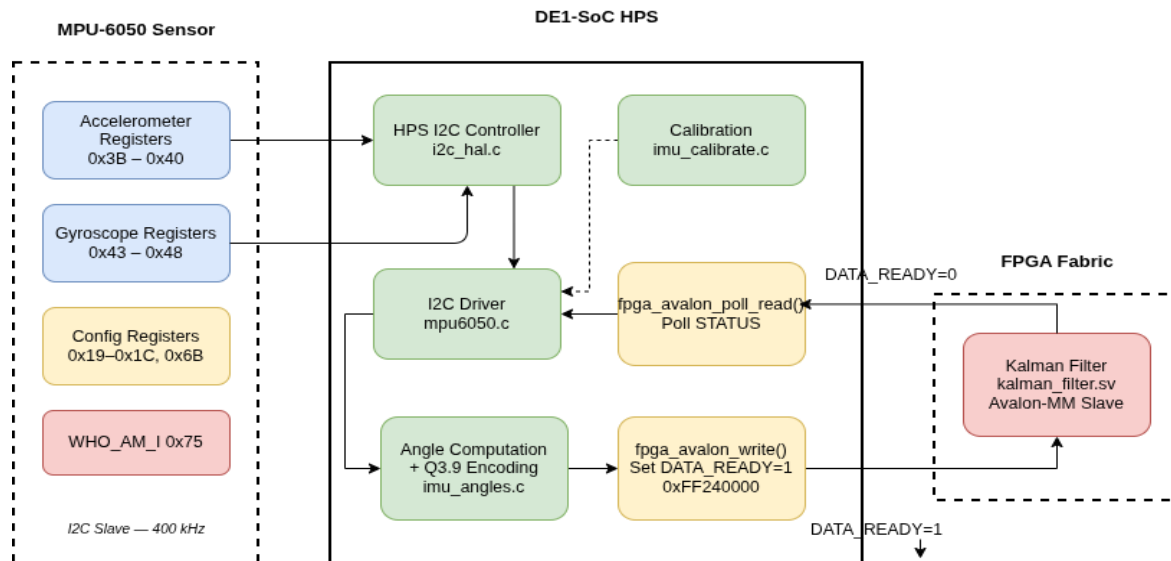 MPU-6050 Sensor
Accelerometer
Registers
0x3B – 0x40
Gyroscope Registers
0x43 – 0x48
Config Registers
0x19–0x1C, 0x6B
WHO_AM_I 0x75
I2C Slave — 400 kHz
DE1-SoC HPS
HPS I2C Controller
i2c_hal.c
Calibration
imu_calibrate.c
I2C Driver
mpu6050.c
fpga_avalon_poll_read()
Poll STATUS
Angle Computation
+ Q3.9 Encoding
imu_angles.c
fpga_avalon_write()
Set DATA_READY=1
0xFF240000
DATA_READY=0
FPGA Fabric
Kalman Filter
kalman_filter.sv
Avalon-MM Slave
DATA_READY=1